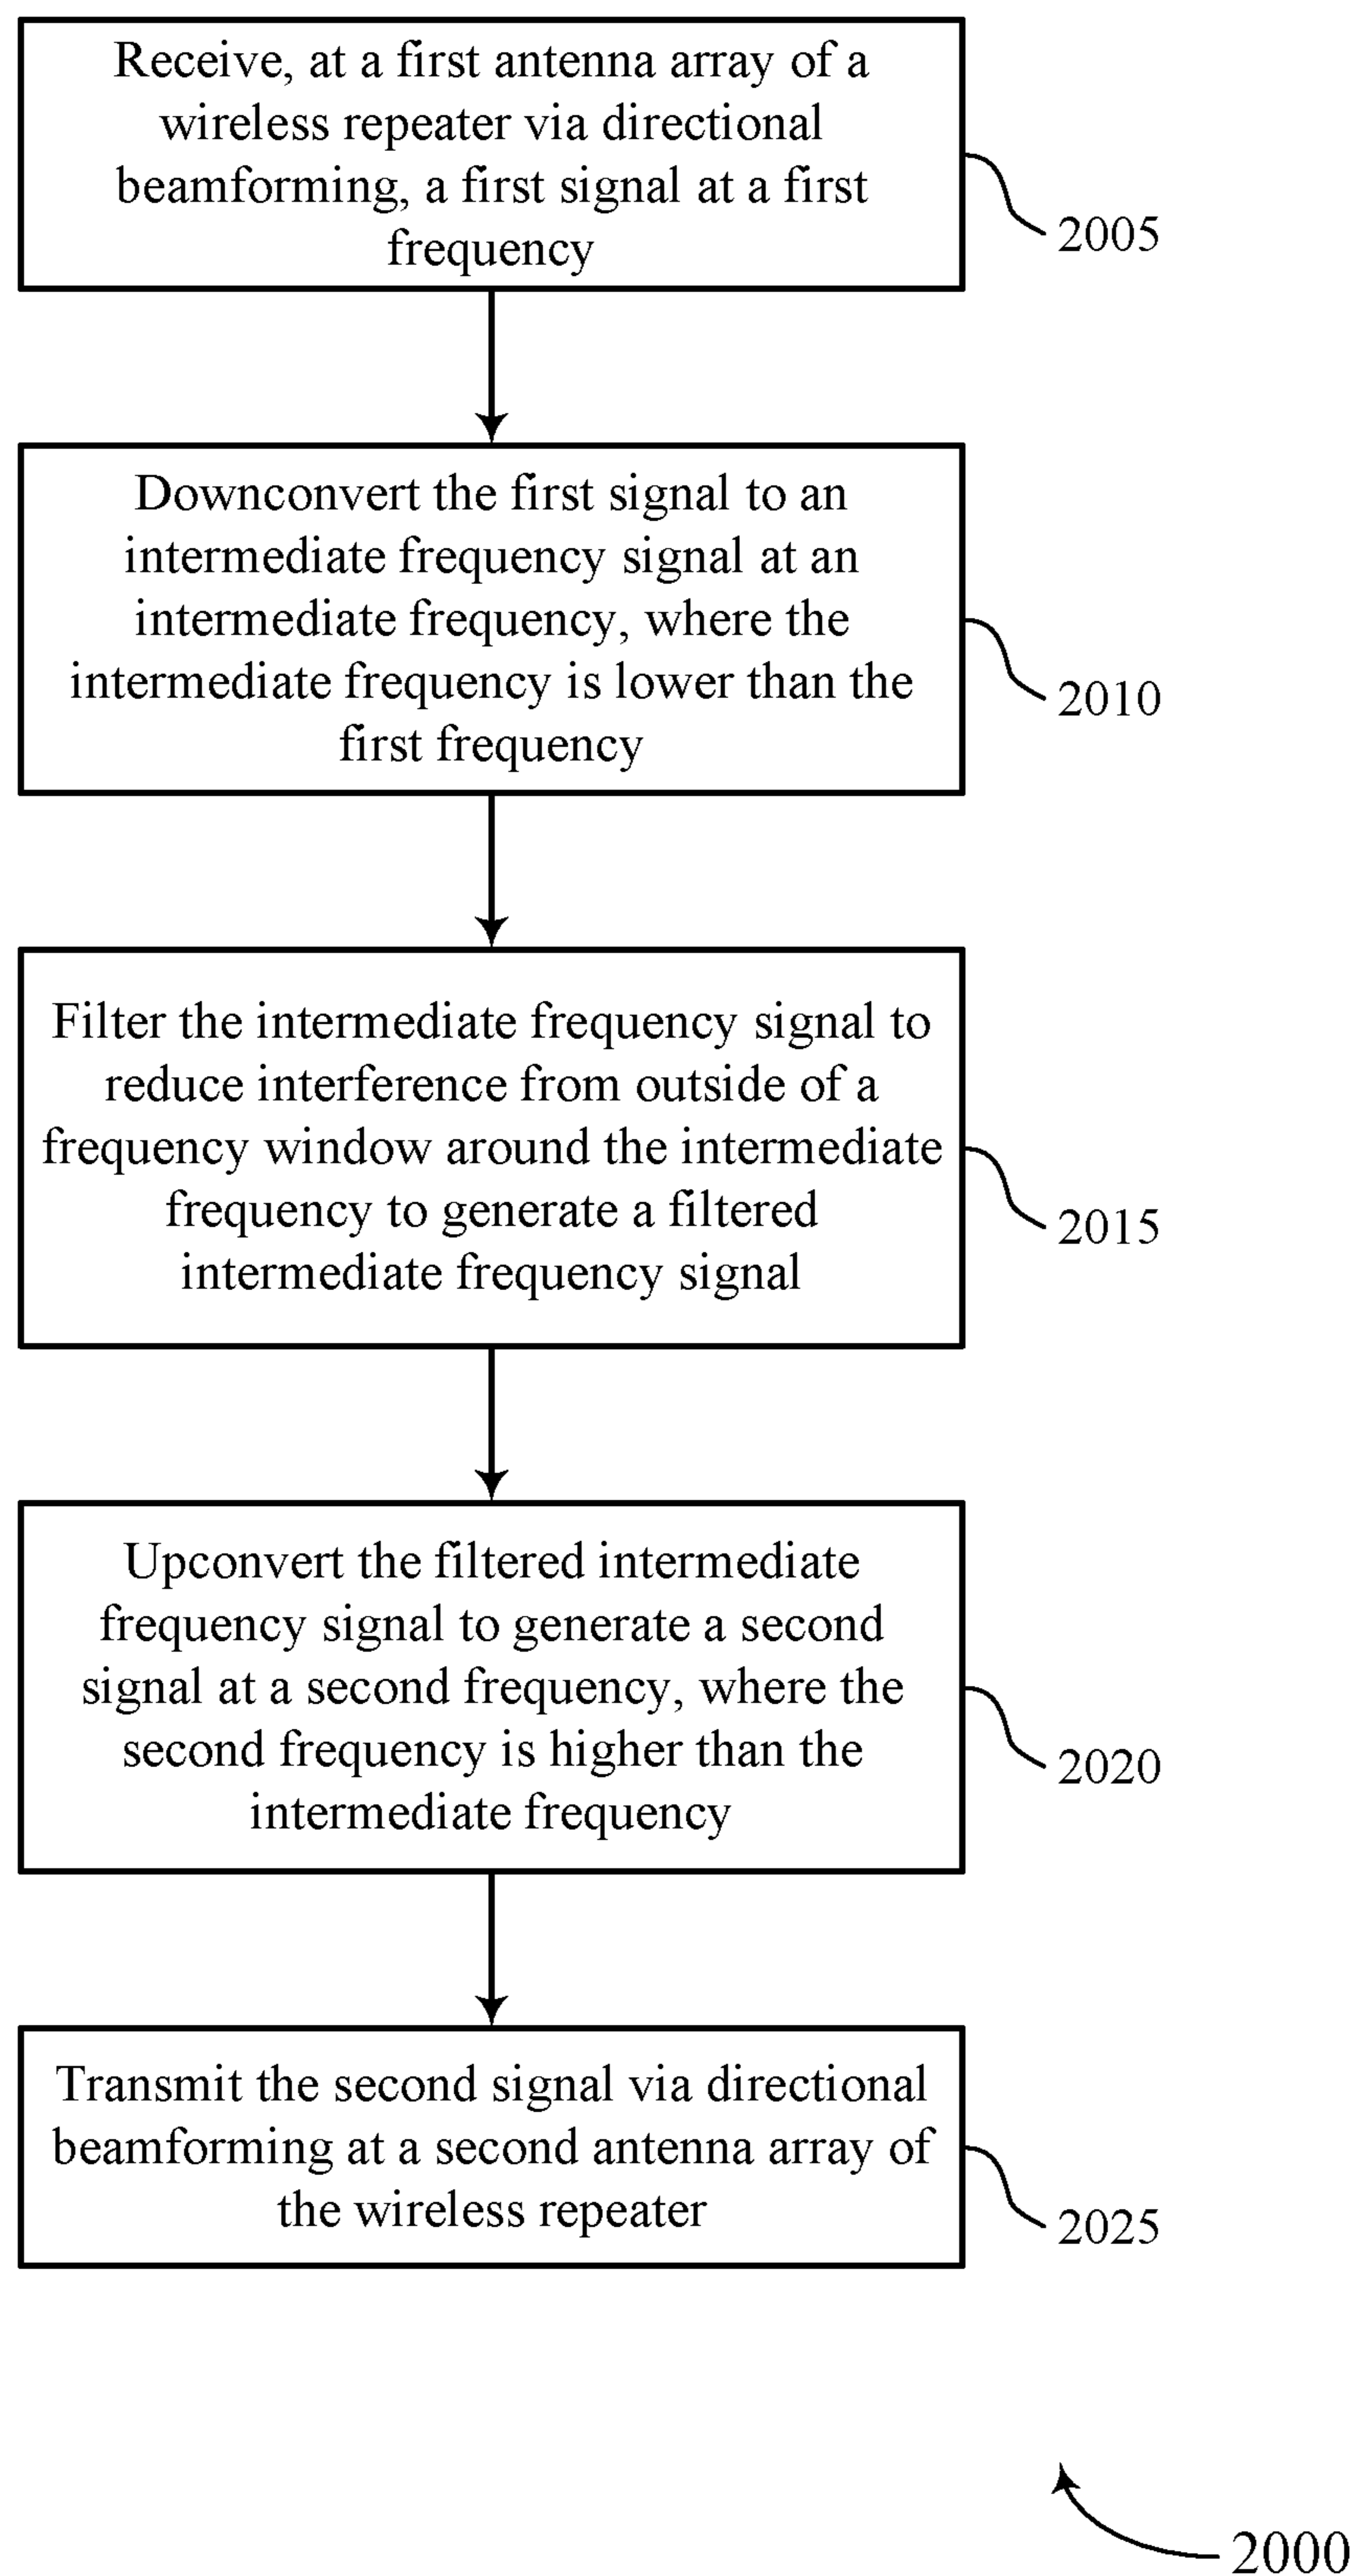 Receive, at a first antenna array of a
wireless repeater via directional
beamforming, a first signal at a first
frequency
2005
Downconvert the first signal to an
intermediate frequency signal at an
intermediate frequency, where the
intermediate frequency is lower than the
first frequency
2010
Filter the intermediate frequency signal to
reduce interference from outside of a
frequency window around the intermediate
frequency to generate a filtered
intermediate frequency signal
2015
Upconvert the filtered intermediate
frequency signal to generate a second
signal at a second frequency, where the
second frequency is higher than the
intermediate frequency
2020
Transmit the second signal via directional
beamforming at a second antenna array of
the wireless repeater
2025
2000